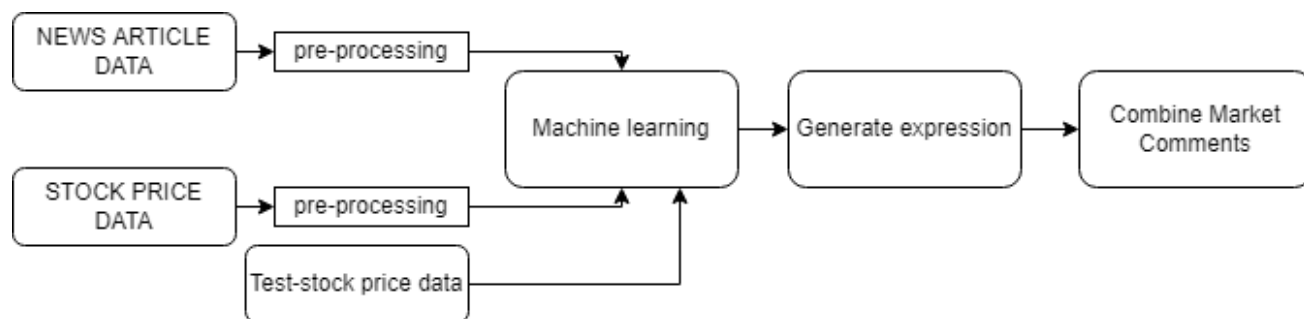 NEWS ARTICLE
DATA
pre-processing
Machine learning
Generate expression
Combine Market
Comments
STOCK PRICE
DATA
pre-processing
Test-stock price data